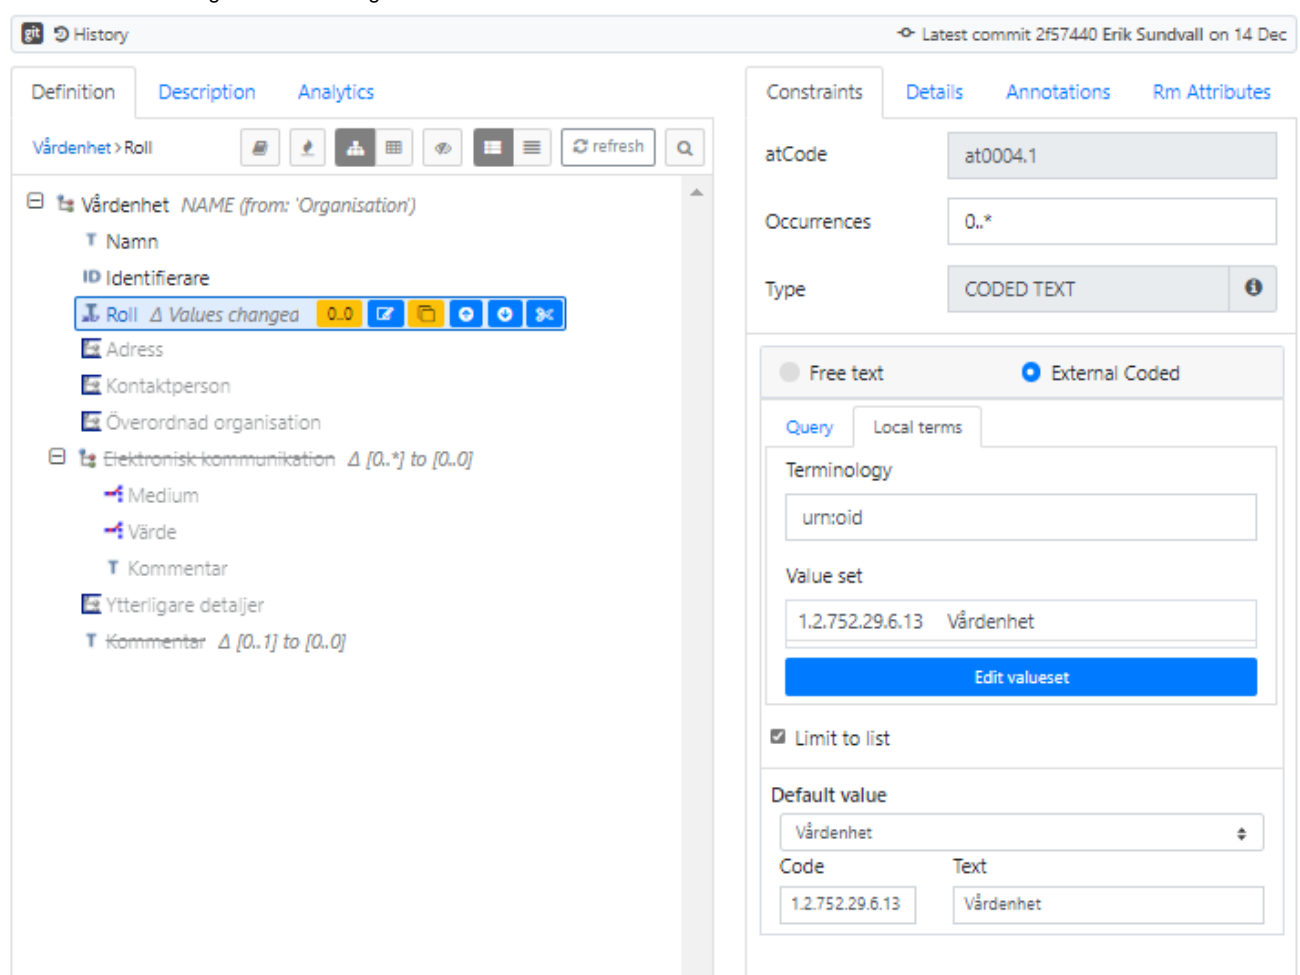 git History
Latest commit 2f57440 Erik Sundvall on 14 Dec
Definition Description Analytics
Vårdenhet > Roll
refresh
Vårdenhet NAME (from: 'Organisation')
T Namn
ID Identifierare
Roll Δ Values changed 0..0
Adress
Kontaktperson
Överordnad organisation
Elektronisk kommunikation Δ [0..*] to [0..0]
Medium
Värde
T Kommentar
Ytterligare detaljer
T Kommentar Δ [0..1] to [0..0]
Constraints Details Annotations Rm Attributes
atCode at0004.1
Occurrences 0..*
Type CODED TEXT
Free text External Coded
Query Local terms
Terminology
urn:oid
Value set
1.2.752.29.6.13 Vårdenhet
Edit valueset
Limit to list
Default value
Vårdenhet
Code Text
1.2.752.29.6.13 Vårdenhet